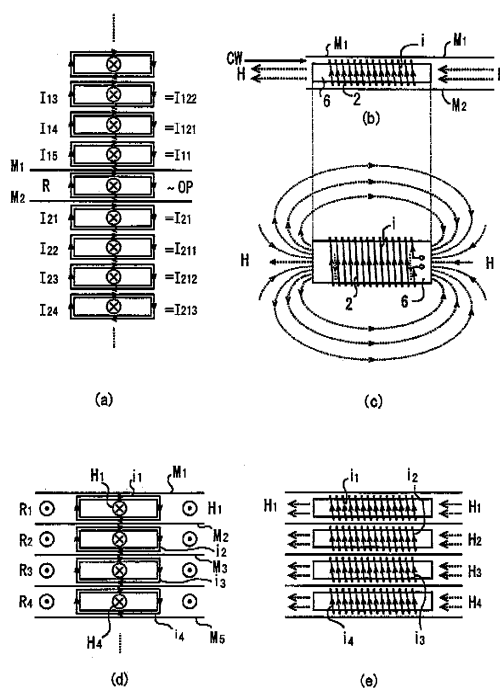 I13 =I122
I14 =I121
I15 =I11
M1
R ~OP
M2
I21 =I21
I22 =I211
I23 =I212
I24 =I213
(a)
CW M1 i M1
H H
6 2 M2
(b)
i
H H
2 6
(c)
H1 i1 M1
R1 H1
M2
R2 i2
M3
R3 i3
R4
H4 i4 M5
(d)
i1 i2
H1 H1
H2
H3
H4
i4 i3
(e)